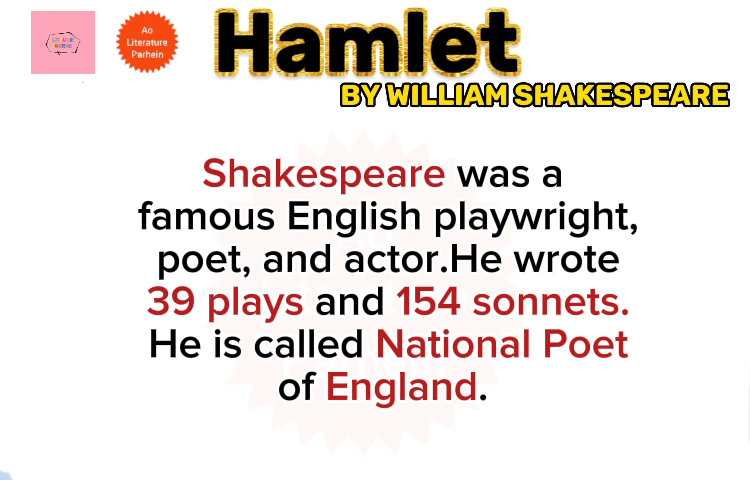 Ao
Literature
Parhein
Hamlet
BY WILLIAM SHAKESPEARE
Shakespeare was a
famous English playwright,
poet, and actor.He wrote
39 plays and 154 sonnets.
He is called National Poet
of England.